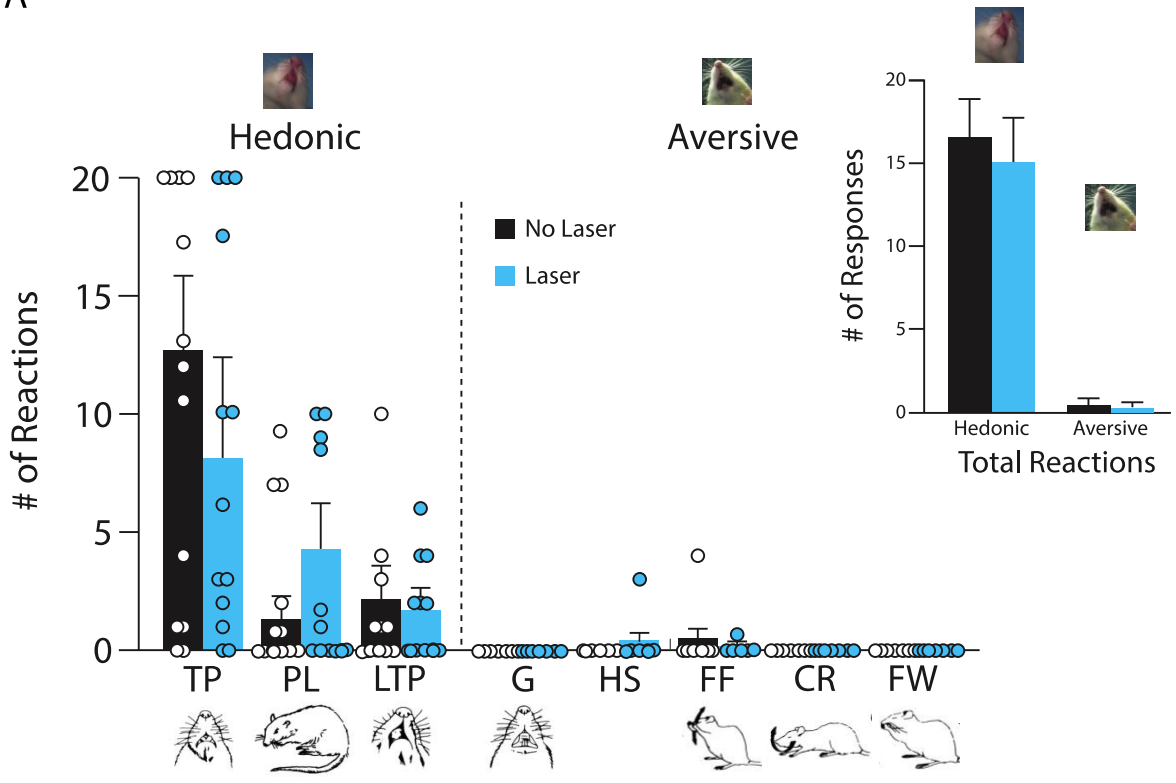 A
Hedonic
Aversive
# of Reactions
20
15
10
5
0
No Laser
Laser
TP PL LTP G HS FF CR FW
# of Responses
20
15
10
5
0
Hedonic Aversive
Total Reactions